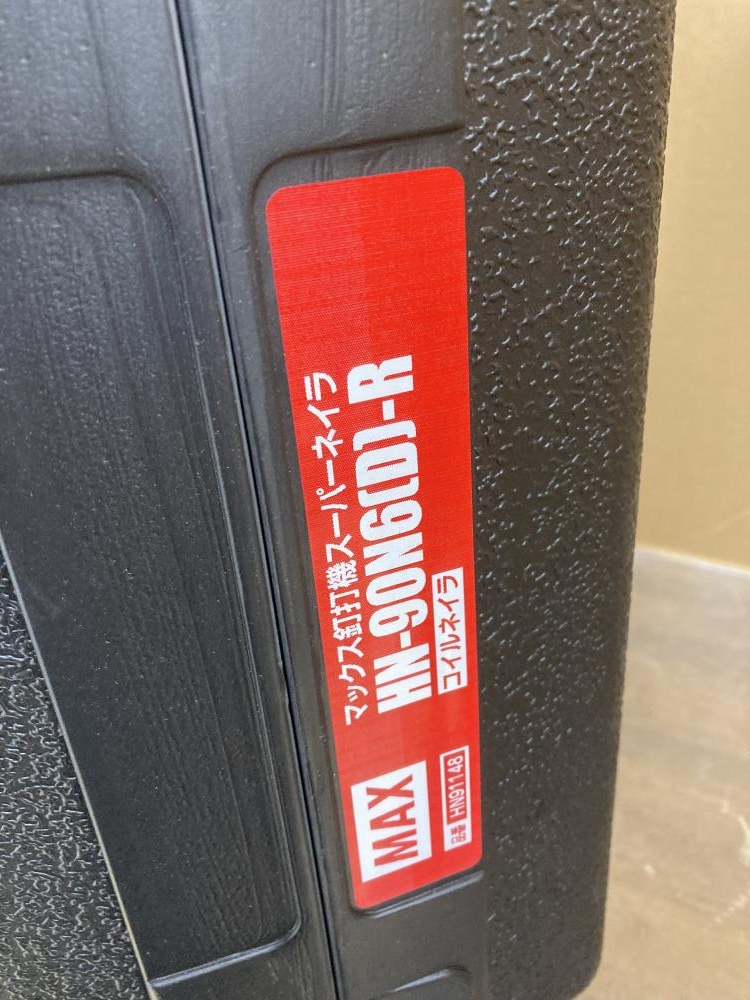 MAX
品番 HN91148
マックス釘打機スーパーネイラ
HN-90N6(D)-R
コイルネイラ